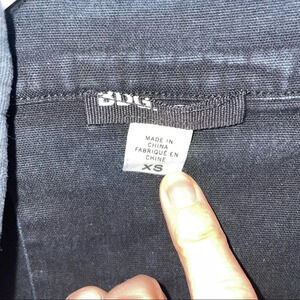 BDG.
MADE IN
CHINA
FABRIQUÉ EN
CHINE
XS